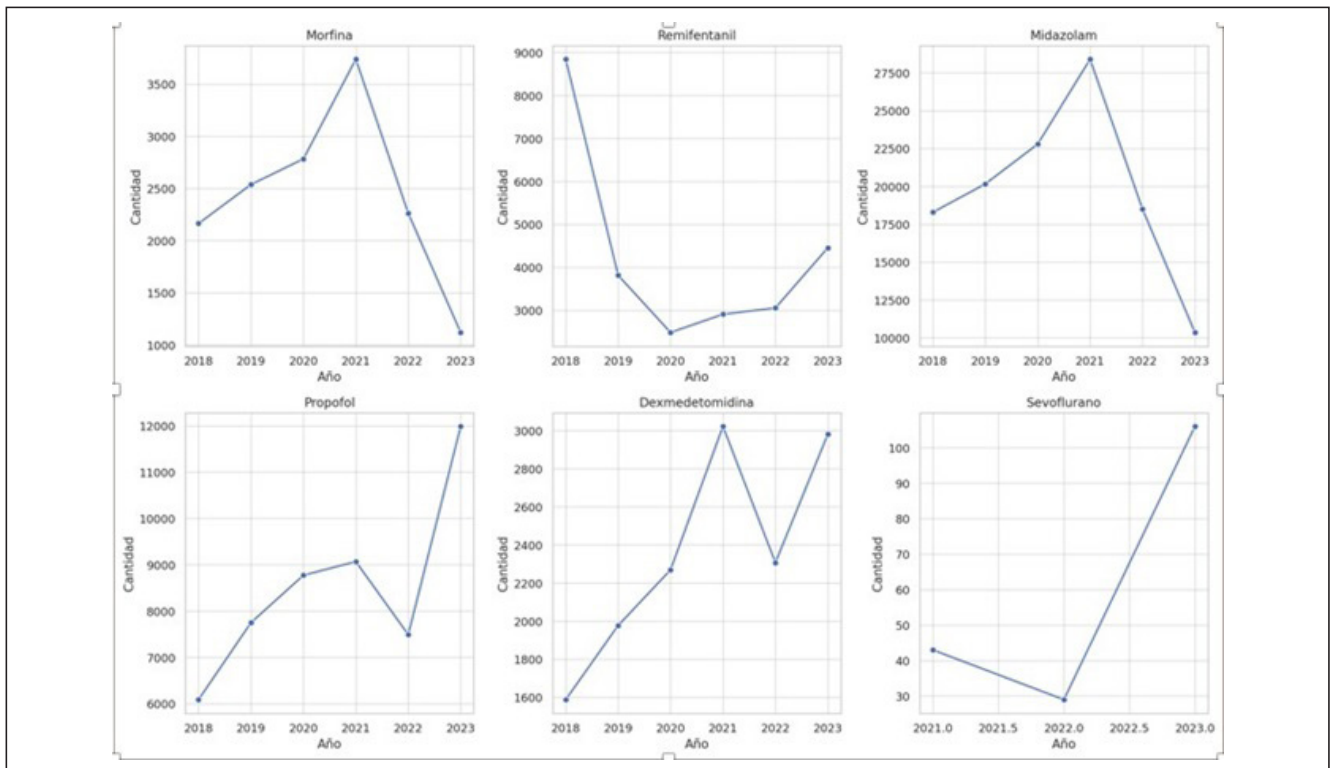 Morfina
Cantidad
3500
3000
2500
2000
1500
1000
2018 2019 2020 2021 2022 2023
Año
Remifentanil
Cantidad
9000
8000
7000
6000
5000
4000
3000
2018 2019 2020 2021 2022 2023
Año
Midazolam
Cantidad
27500
25000
22500
20000
17500
15000
12500
10000
2018 2019 2020 2021 2022 2023
Año
Propofol
Cantidad
12000
11000
10000
9000
8000
7000
6000
2018 2019 2020 2021 2022 2023
Año
Dexmedetomidina
Cantidad
3000
2800
2600
2400
2200
2000
1800
1600
2018 2019 2020 2021 2022 2023
Año
Sevoflurano
Cantidad
100
90
80
70
60
50
40
30
2021.0 2021.5 2022.0 2022.5 2023.0
Año